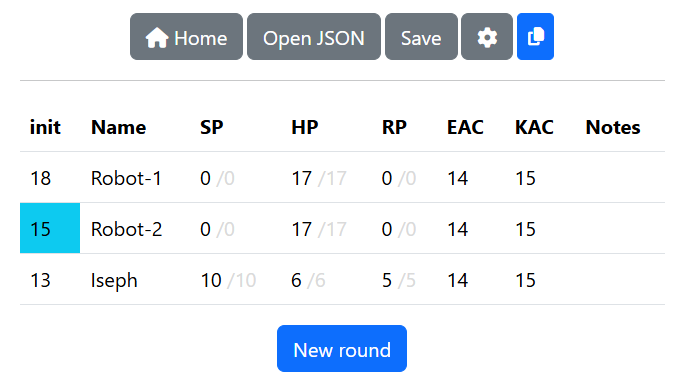 Home Open JSON Save
init Name SP HP RP EAC KAC Notes
18 Robot-1 0 /0 17 /17 0 /0 14 15
15 Robot-2 0 /0 17 /17 0 /0 14 15
13 Iseph 10 /10 6 /6 5 /5 14 15
New round